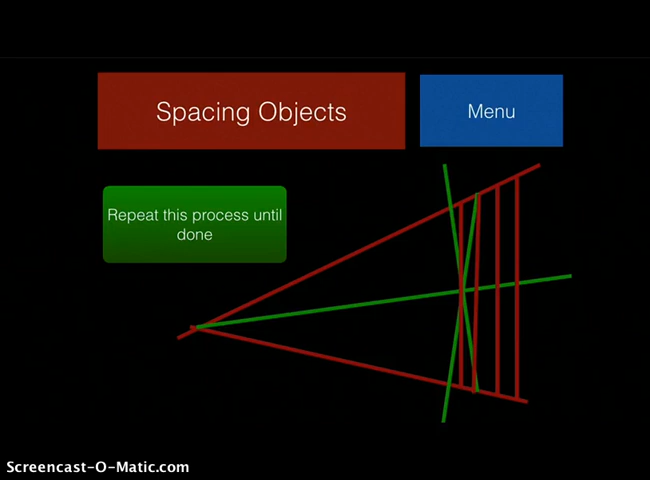 Spacing Objects
Menu
Repeat this process until
done
Screencast-O-Matic.com